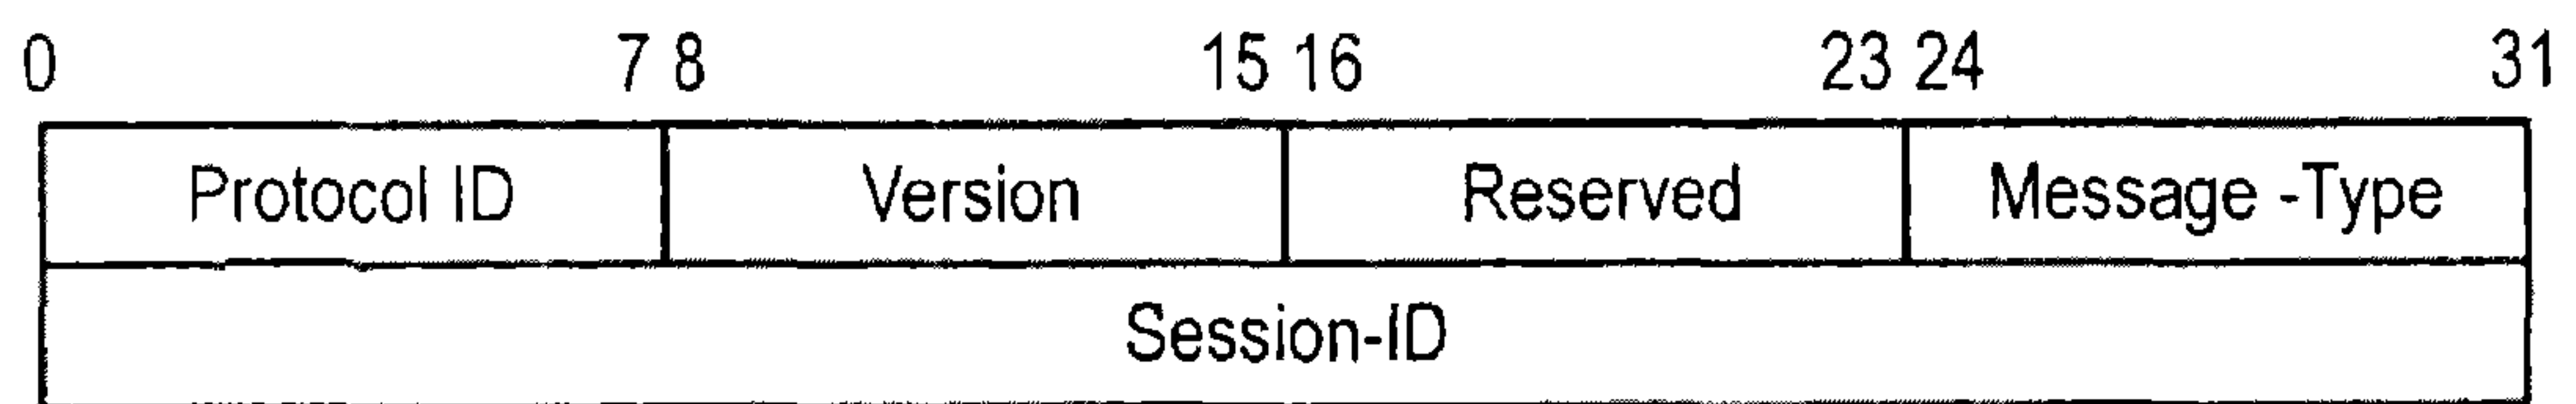 0 7 8 15 16 23 24 31
Protocol ID Version Reserved Message -Type
Session-ID